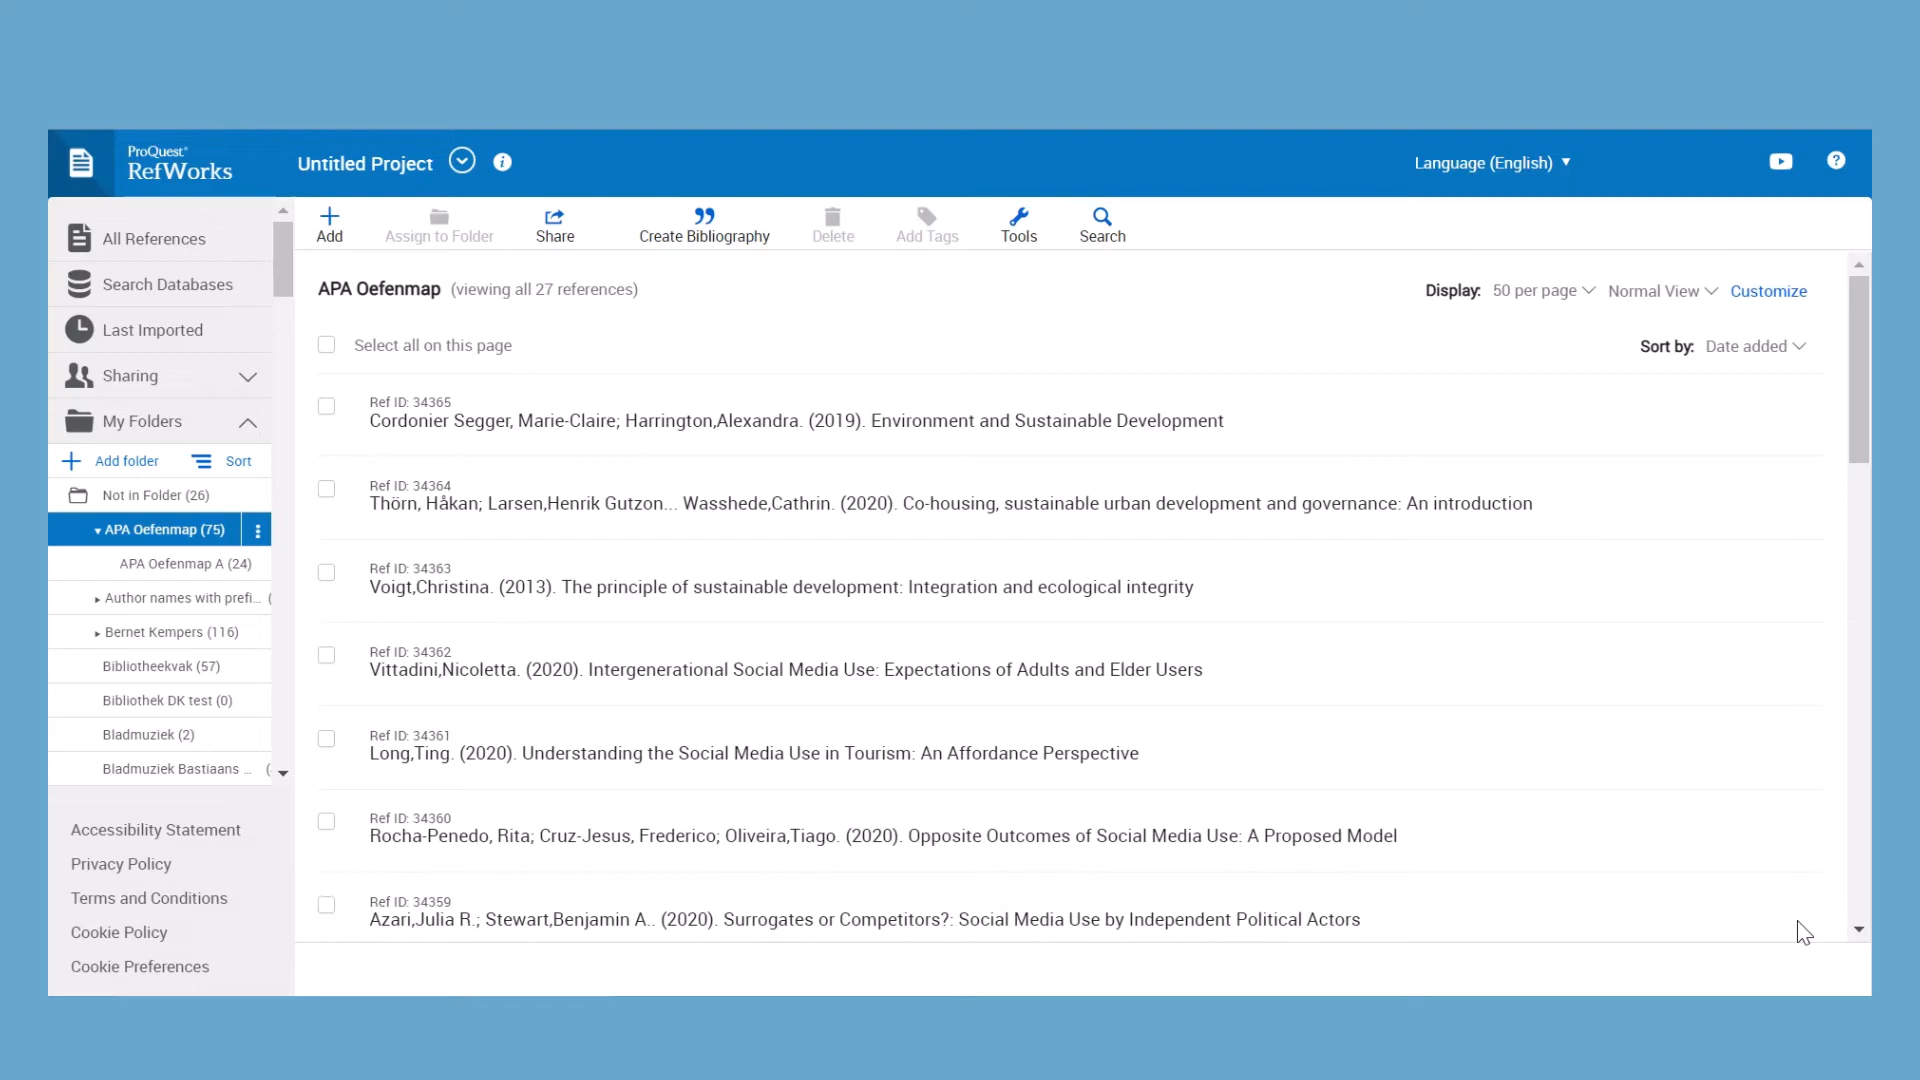 ProQuest®
RefWorks
Untitled Project
Language (English)
All References
Search Databases
Last Imported
Sharing
My Folders
Add folder
Sort
Not in Folder (26)
APA Oefenmap (75)
APA Oefenmap A (24)
Author names with prefi... (
Bernet Kempers (116)
Bibliotheekvak (57)
Bibliothek DK test (0)
Bladmuziek (2)
Bladmuziek Bastiaans ... (
Accessibility Statement
Privacy Policy
Terms and Conditions
Cookie Policy
Cookie Preferences
Add
Assign to Folder
Share
Create Bibliography
Delete
Add Tags
Tools
Search
APA Oefenmap (viewing all 27 references)
Display: 50 per page Normal View Customize
Select all on this page
Sort by: Date added
Ref ID: 34365
Cordonier Segger, Marie-Claire; Harrington,Alexandra. (2019). Environment and Sustainable Development
Ref ID: 34364
Thörn, Håkan; Larsen,Henrik Gutzon... Wasshede,Cathrin. (2020). Co-housing, sustainable urban development and governance: An introduction
Ref ID: 34363
Voigt,Christina. (2013). The principle of sustainable development: Integration and ecological integrity
Ref ID: 34362
Vittadini,Nicoletta. (2020). Intergenerational Social Media Use: Expectations of Adults and Elder Users
Ref ID: 34361
Long,Ting. (2020). Understanding the Social Media Use in Tourism: An Affordance Perspective
Ref ID: 34360
Rocha-Penedo, Rita; Cruz-Jesus, Frederico; Oliveira,Tiago. (2020). Opposite Outcomes of Social Media Use: A Proposed Model
Ref ID: 34359
Azari,Julia R.; Stewart,Benjamin A.. (2020). Surrogates or Competitors?: Social Media Use by Independent Political Actors